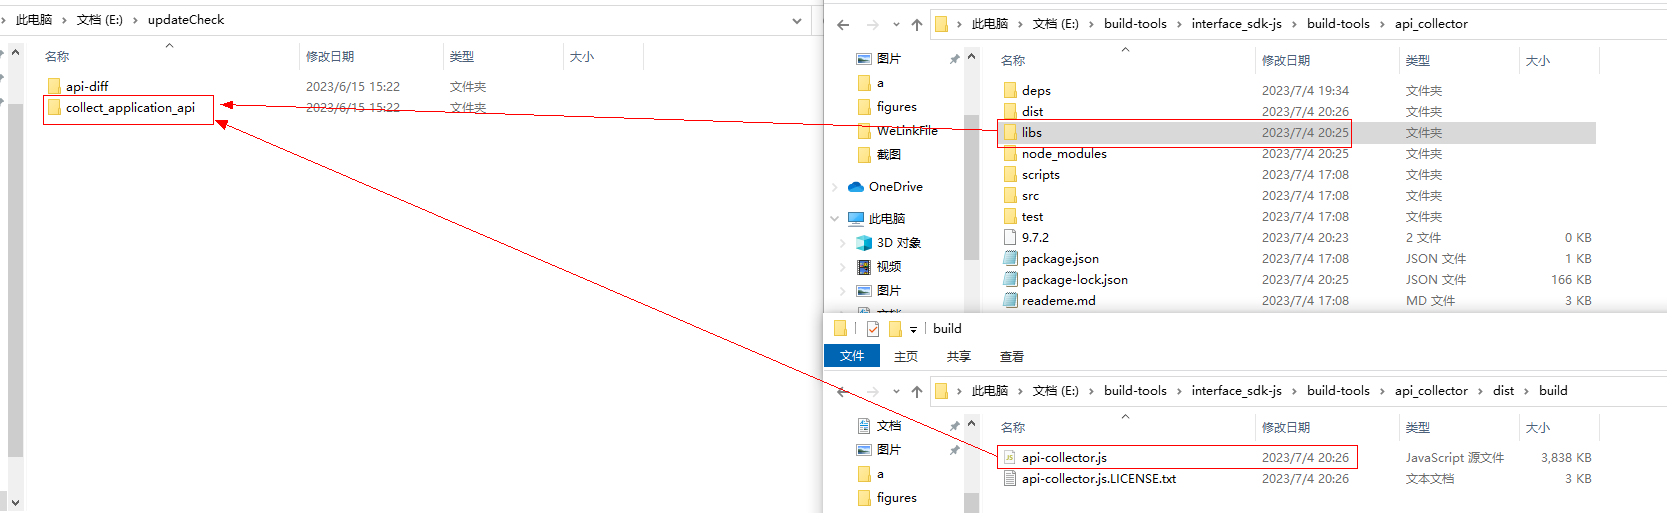 此电脑 文档 (E:) updateCheck
名称 修改日期 类型 大小
api-diff 2023/6/15 15:22 文件夹
collect_application_api 2023/6/15 15:22 文件夹
此电脑 文档 (E:) build-tools interface_sdk-js build-tools api_collector
图片
a
figures
WeLinkFile
截图
OneDrive
此电脑
3D 对象
视频
图片
名称 修改日期 类型 大小
deps 2023/7/4 19:34 文件夹
dist 2023/7/4 20:26 文件夹
libs 2023/7/4 20:25 文件夹
node_modules 2023/7/4 20:25 文件夹
scripts 2023/7/4 17:08 文件夹
src 2023/7/4 17:08 文件夹
test 2023/7/4 17:08 文件夹
9.7.2 2023/7/4 20:23 2 文件 0 KB
package.json 2023/7/4 17:08 JSON 文件 1 KB
package-lock.json 2023/7/4 20:25 JSON 文件 166 KB
reademe.md 2023/7/4 17:08 MD 文件 3 KB
build
文件 主页 共享 查看
此电脑 文档 (E:) build-tools interface_sdk-js build-tools api_collector dist build
文档
图片
a
figures
名称 修改日期 类型 大小
api-collector.js 2023/7/4 20:26 JavaScript 源文件 3,838 KB
api-collector.js.LICENSE.txt 2023/7/4 20:26 文本文档 3 KB